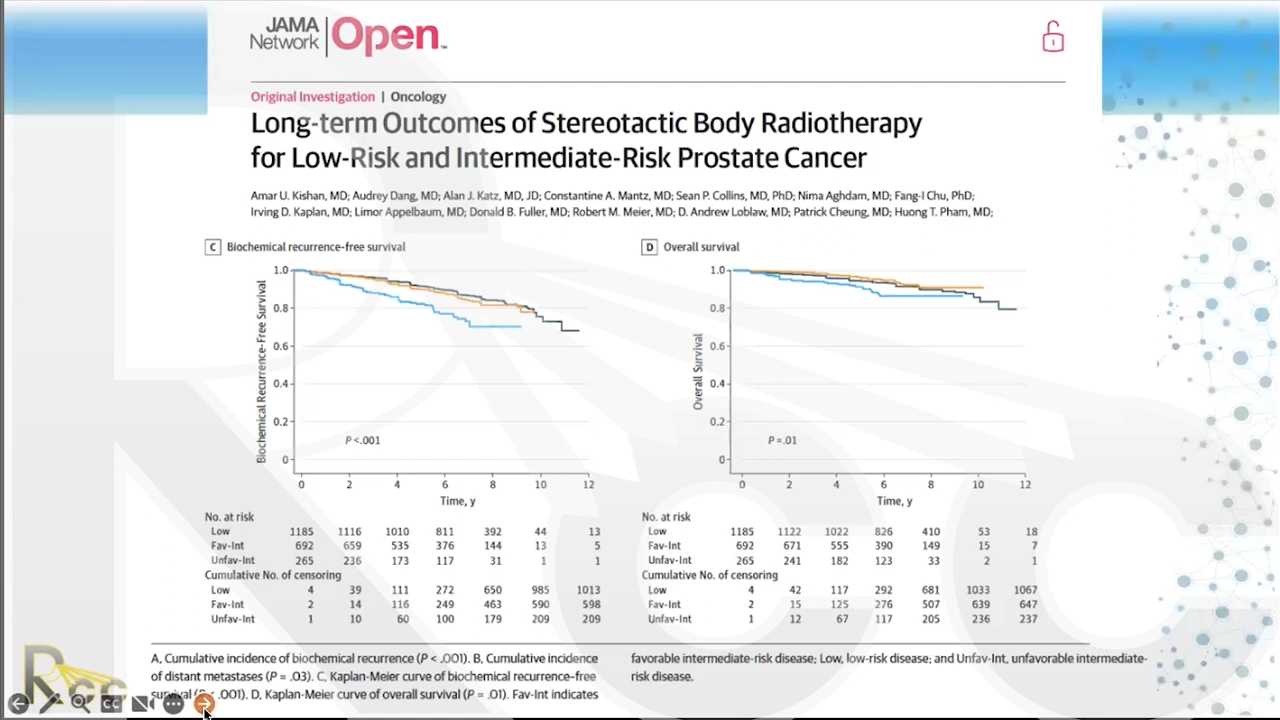 JAMA
Network
Open™
Original Investigation | Oncology
Long-term Outcomes of Stereotactic Body Radiotherapy
for Low-Risk and Intermediate-Risk Prostate Cancer
Amar U. Kishan, MD; Audrey Dang, MD; Alan J. Katz, MD, JD; Constantine A. Mantz, MD; Sean P. Collins, MD, PhD; Nima Aghdam, MD; Fang-I Chu, PhD;
Irving D. Kaplan, MD; Limor Appelbaum, MD; Donald B. Fuller, MD; Robert M. Meier, MD; D. Andrew Loblaw, MD; Patrick Cheung, MD; Huong T. Pham, MD;
C Biochemical recurrence-free survival
Biochemical Recurrence-Free Survival
1.0
0.8
0.6
0.4
0.2
0
P <.001
0 2 4 6 8 10 12
Time, y
No. at risk
Low 1185 1116 1010 811 392 44 13
Fav-Int 692 659 535 376 144 13 5
Unfav-Int 265 236 173 117 31 1 1
Cumulative No. of censoring
Low 4 39 111 272 650 985 1013
Fav-Int 2 14 116 249 463 590 598
Unfav-Int 1 10 60 100 179 209 209
D Overall survival
Overall Survival
1.0
0.8
0.6
0.4
0.2
0
P =.01
0 2 4 6 8 10 12
Time, y
No. at risk
Low 1185 1122 1022 826 410 53 18
Fav-Int 692 671 555 390 149 15 7
Unfav-Int 265 241 182 123 33 2 1
Cumulative No. of censoring
Low 4 42 117 292 681 1033 1067
Fav-Int 2 15 125 276 507 639 647
Unfav-Int 1 12 67 117 205 236 237
A, Cumulative incidence of biochemical recurrence (P < .001). B, Cumulative incidence
of distant metastases (P = .03). C, Kaplan-Meier curve of biochemical recurrence-free
survival (P < .001). D, Kaplan-Meier curve of overall survival (P = .01). Fav-Int indicates
favorable intermediate-risk disease; Low, low-risk disease; and Unfav-Int, unfavorable intermediate-
risk disease.
Rcc
CC